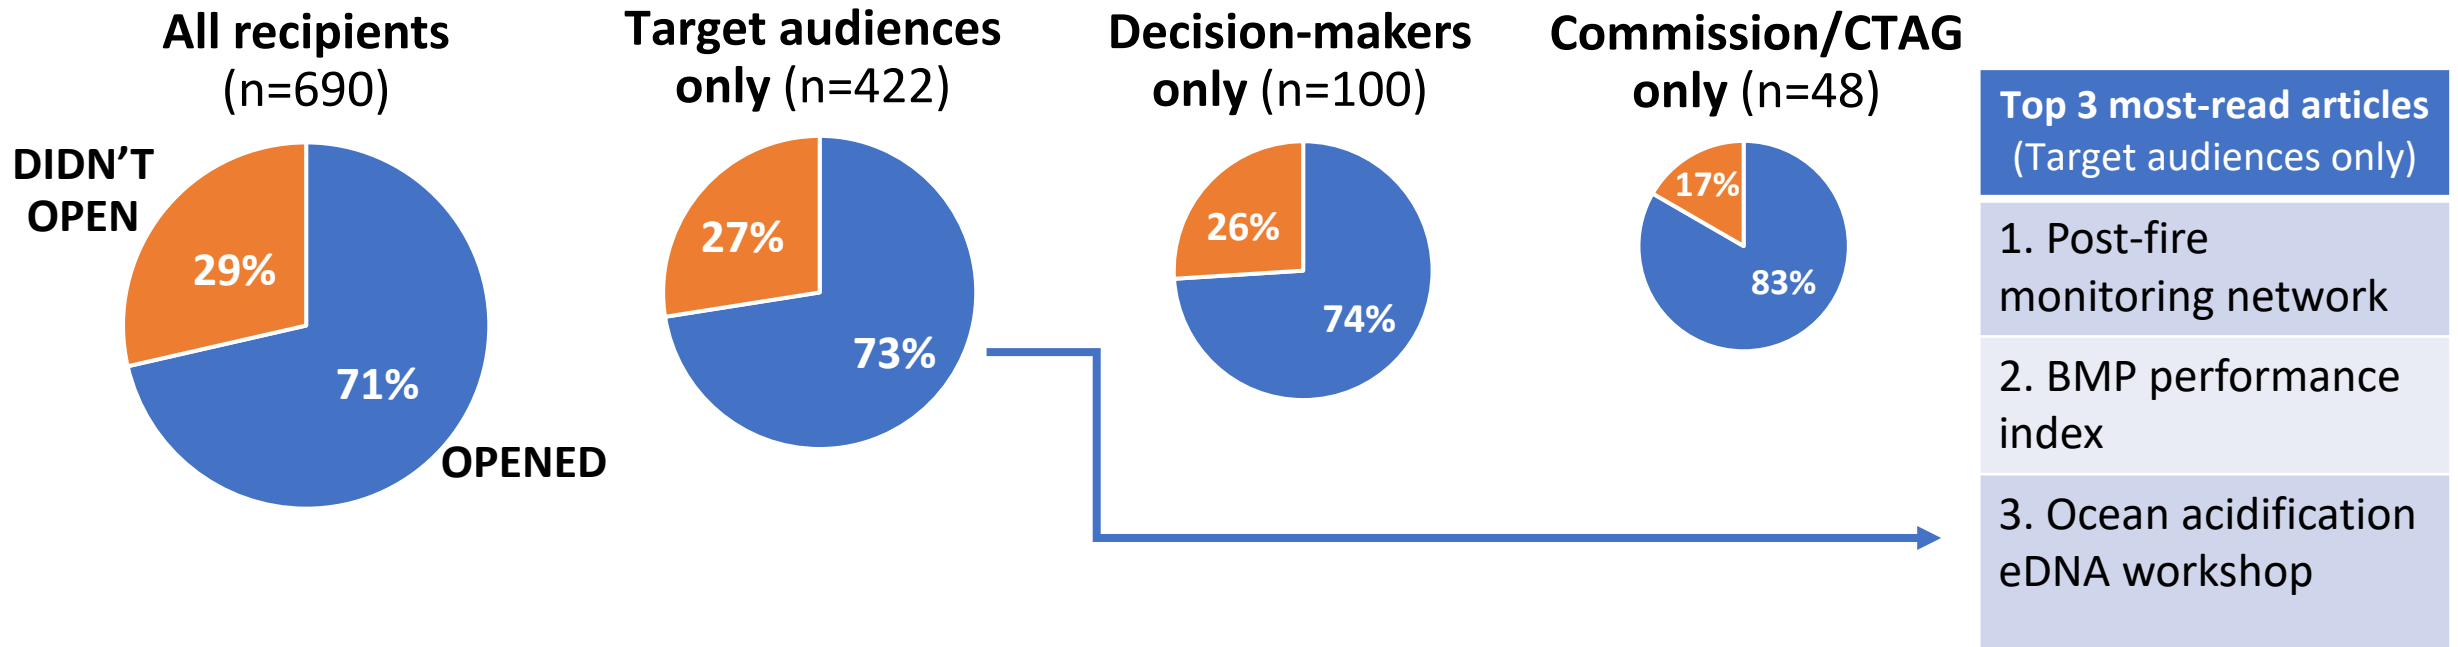 All recipients
(n=690)
DIDN’T
OPEN
29%
71%
OPENED
Target audiences
only (n=422)
27%
73%
Decision-makers
only (n=100)
26%
74%
Commission/CTAG
only (n=48)
17%
83%
Top 3 most-read articles
(Target audiences only)
1. Post-fire
monitoring network
2. BMP performance
index
3. Ocean acidification
eDNA workshop